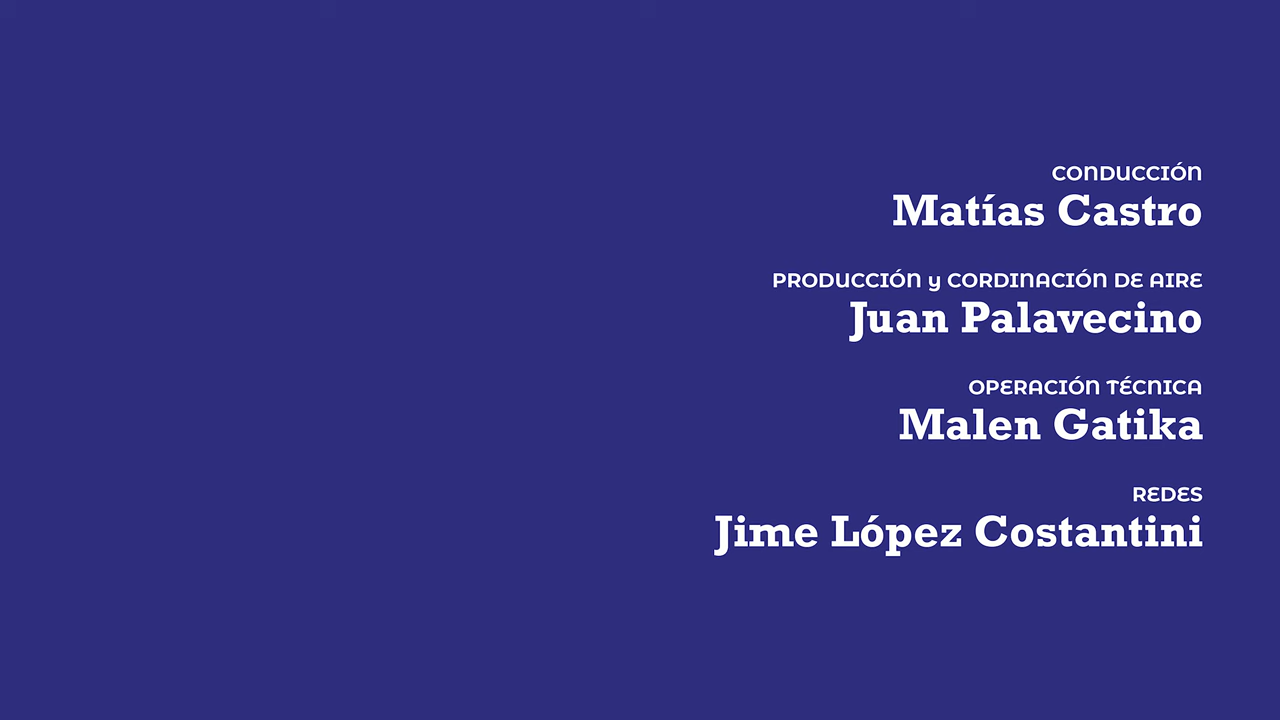 CONDUCCIÓN
Matías Castro
PRODUCCIÓN y CORDINACIÓN DE AIRE
Juan Palavecino
OPERACIÓN TÉCNICA
Malen Gatika
REDES
Jime López Costantini